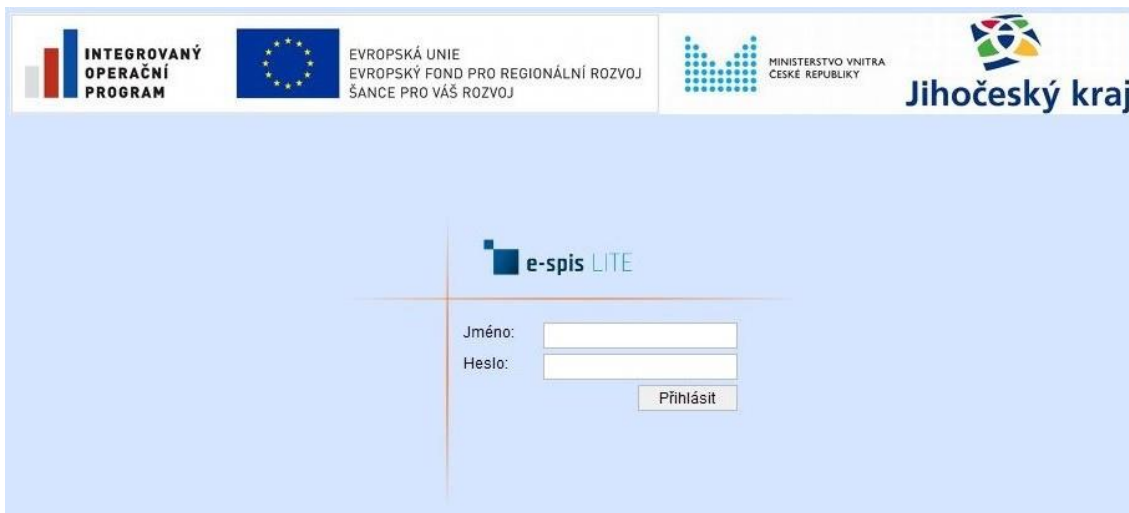 INTEGROVANÝ
OPERAČNÍ
PROGRAM
EVROPSKÁ UNIE
EVROPSKÝ FOND PRO REGIONÁLNÍ ROZVOJ
ŠANCE PRO VÁŠ ROZVOJ
MINISTERSTVO VNITRA
ČESKÉ REPUBLIKY
Jihočeský kraj
e-spis LITE
Jméno:
Heslo:
Přihlásit